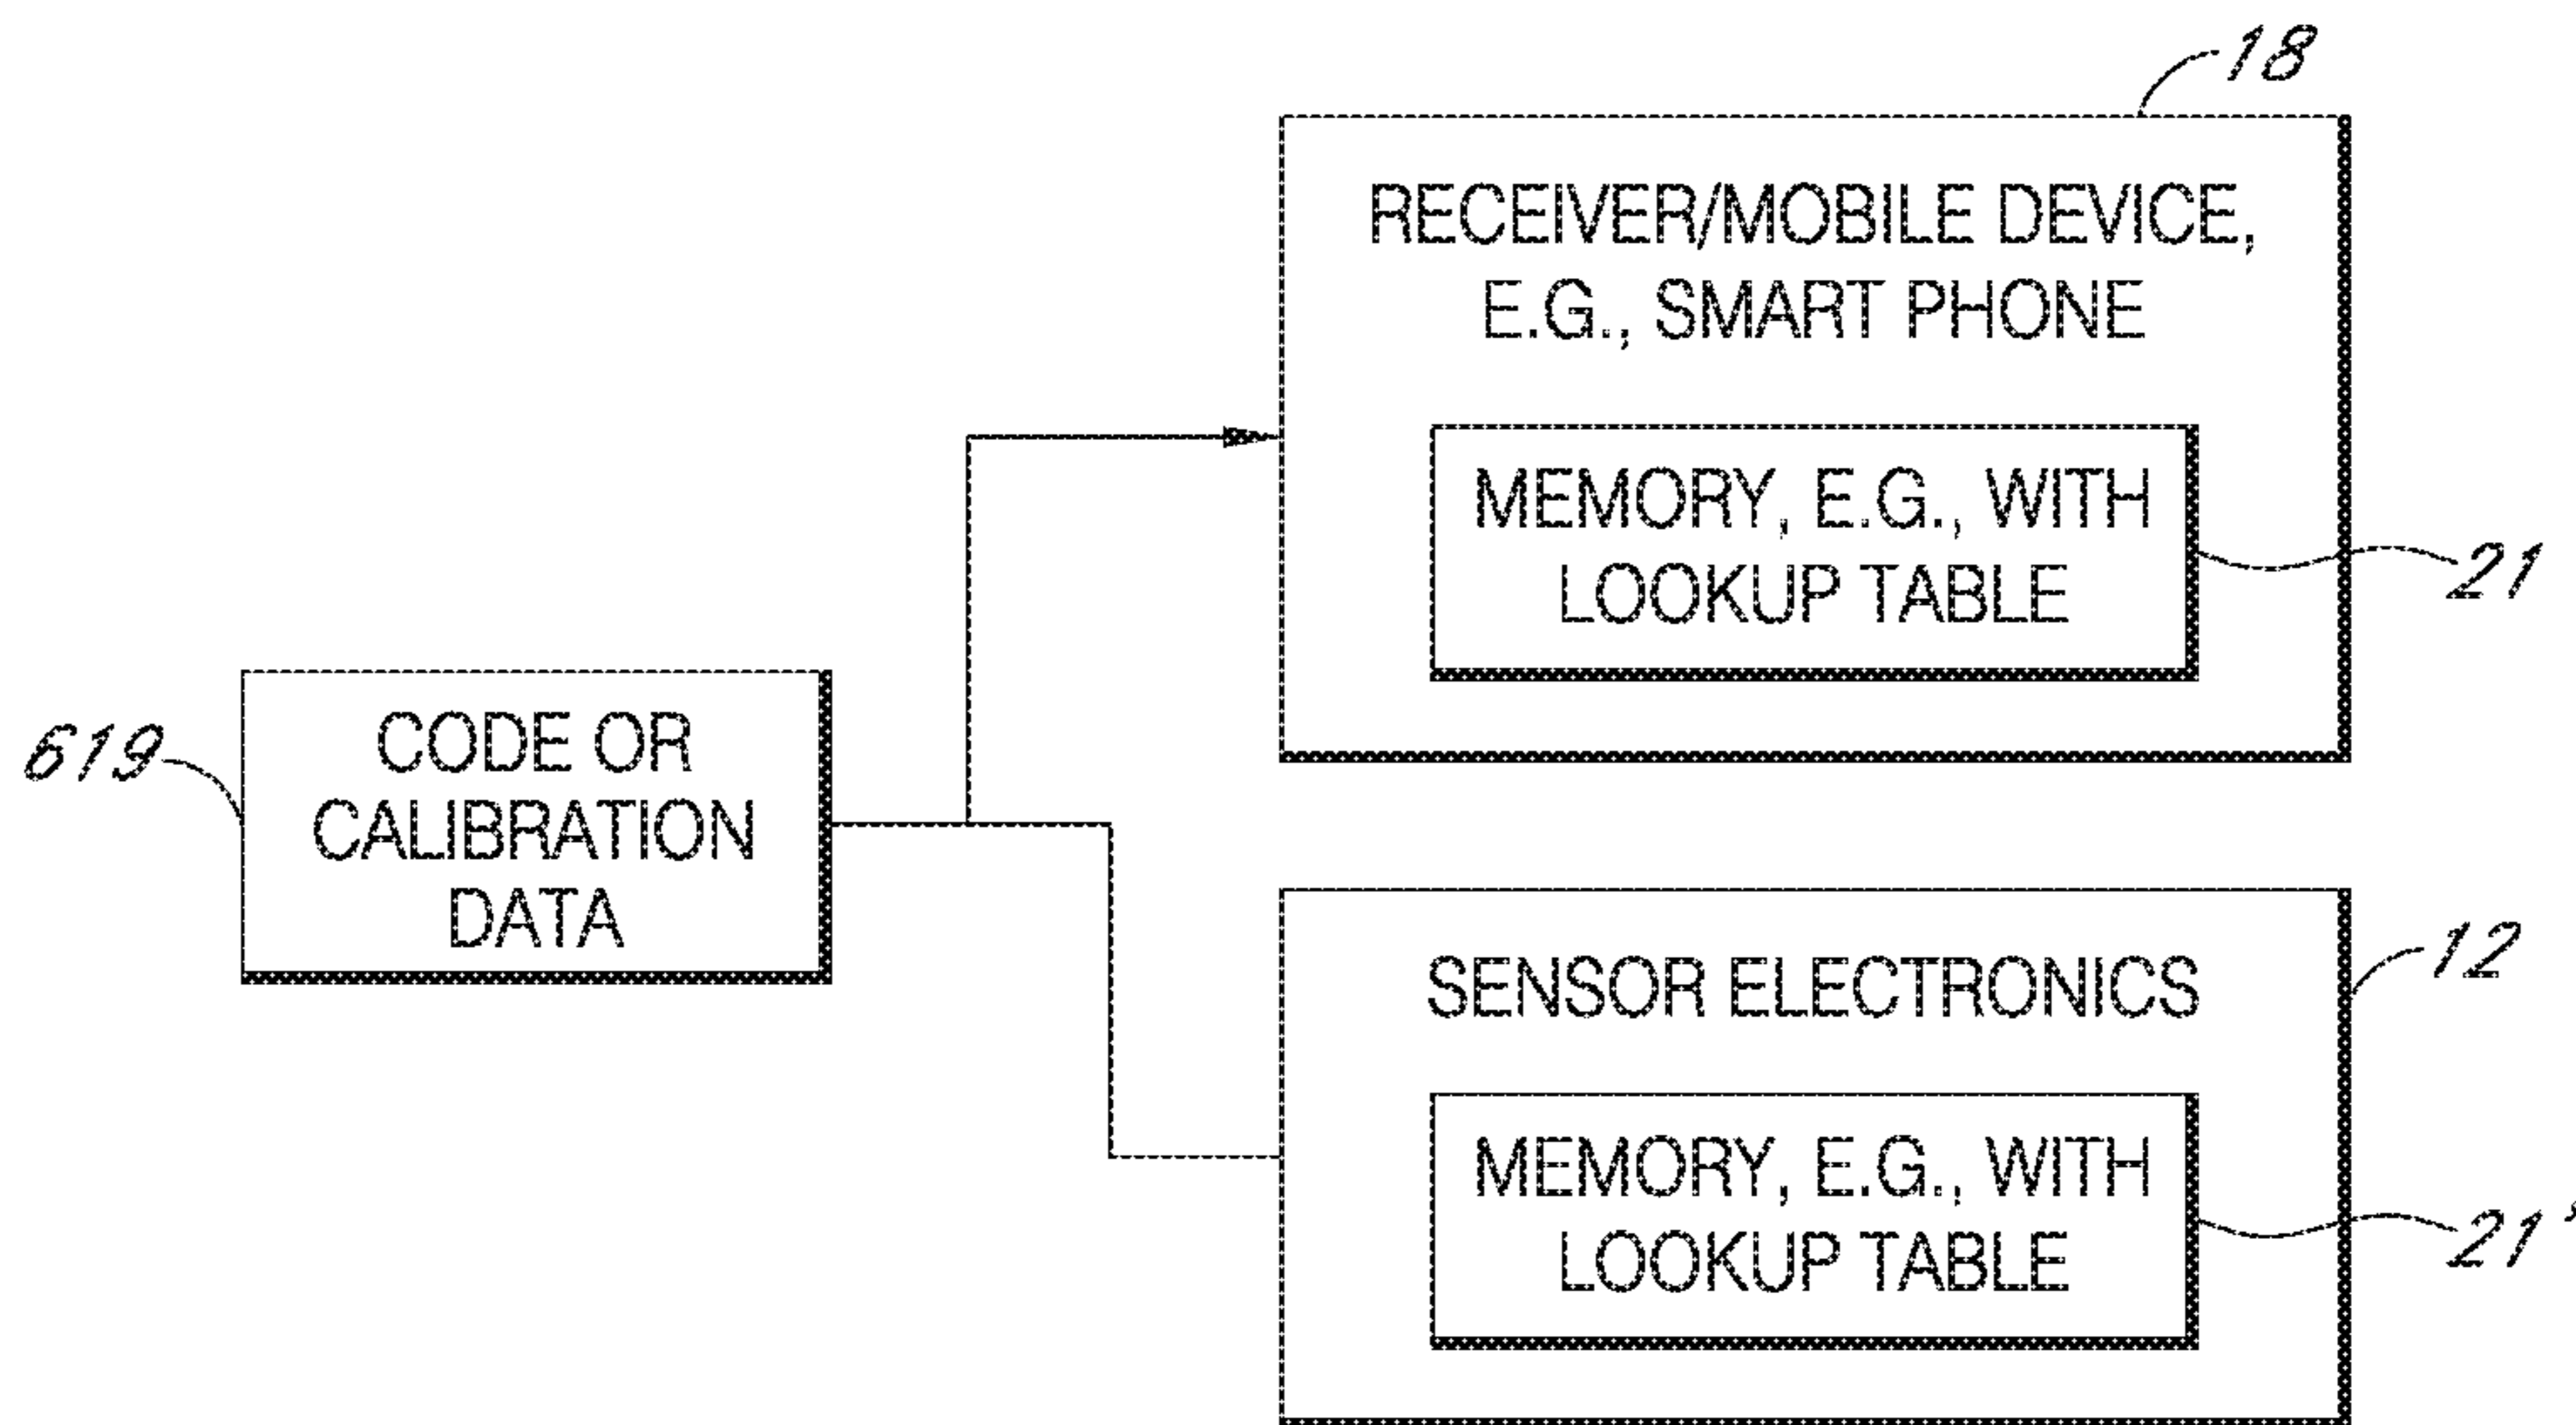 18
RECEIVER/MOBILE DEVICE,
E.G., SMART PHONE
MEMORY, E.G., WITH
LOOKUP TABLE
21
619
CODE OR
CALIBRATION
DATA
12
SENSOR ELECTRONICS
MEMORY, E.G., WITH
LOOKUP TABLE
21'